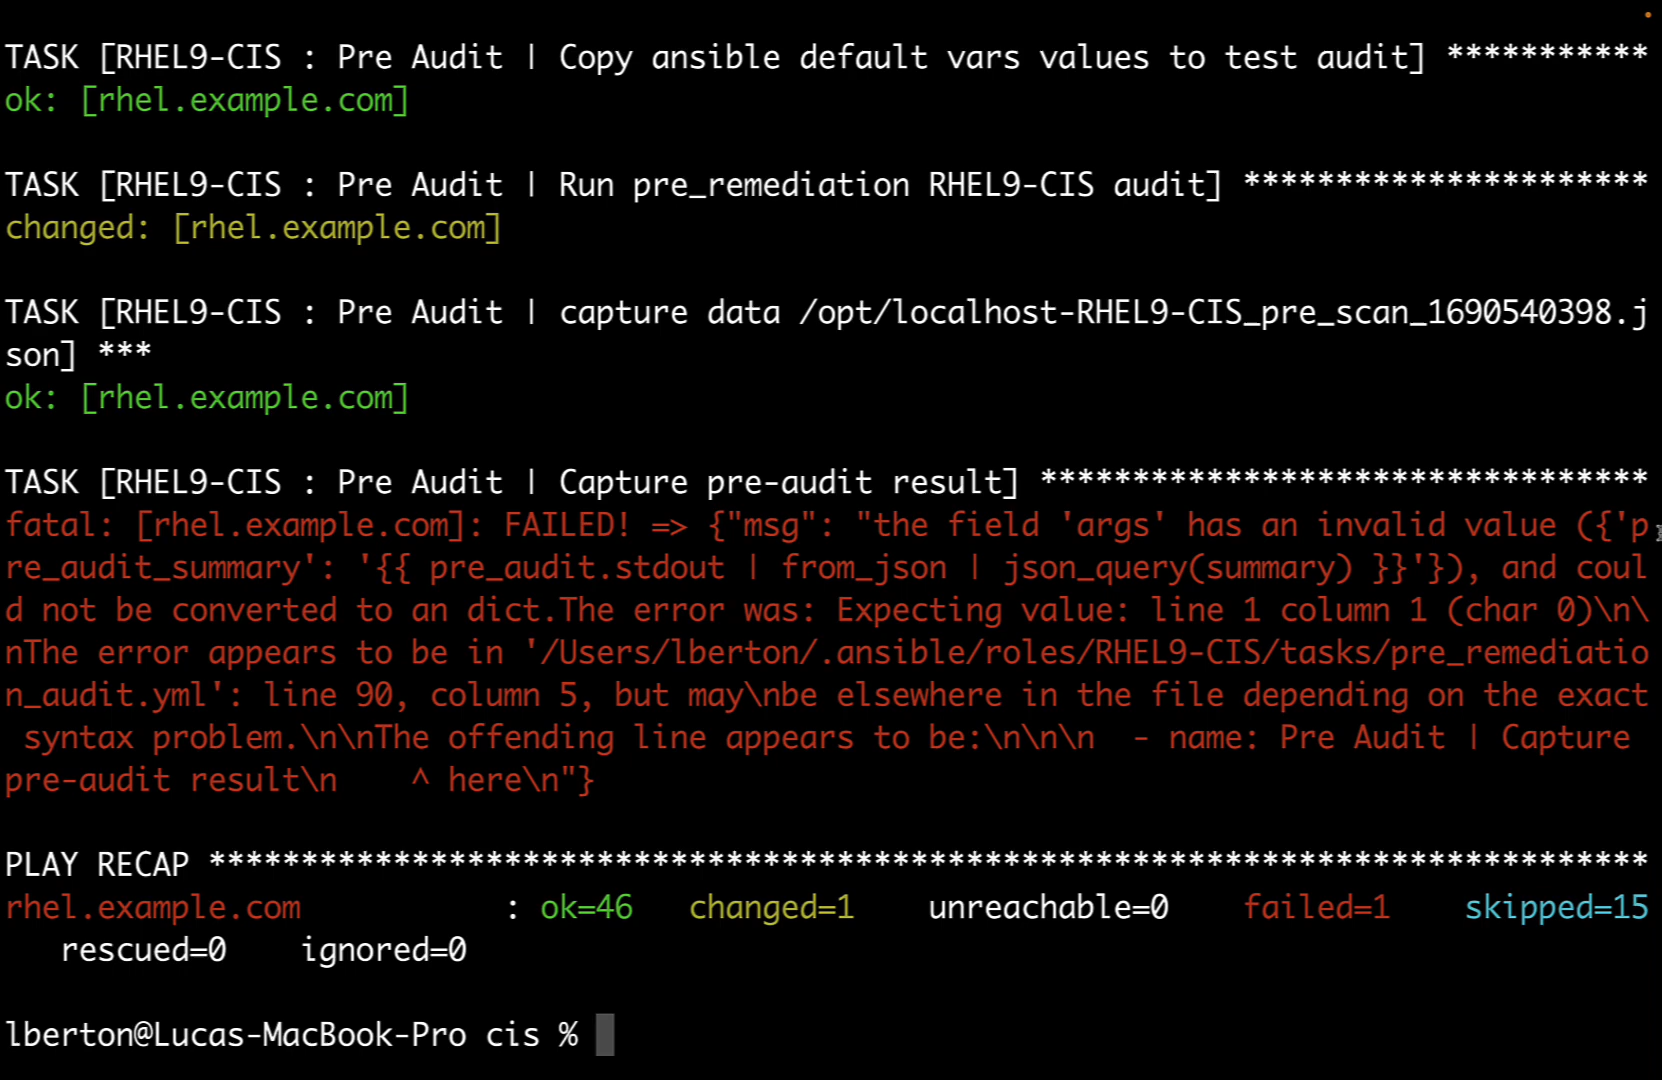 TASK [RHEL9-CIS : Pre Audit | Copy ansible default vars values to test audit] ***********
ok: [rhel.example.com]
TASK [RHEL9-CIS : Pre Audit | Run pre_remediation RHEL9-CIS audit] **********************
changed: [rhel.example.com]
TASK [RHEL9-CIS : Pre Audit | capture data /opt/localhost-RHEL9-CIS_pre_scan_1690540398.j
son] ***
ok: [rhel.example.com]
TASK [RHEL9-CIS : Pre Audit | Capture pre-audit result] *********************************
fatal: [rhel.example.com]: FAILED! => {"msg": "the field 'args' has an invalid value ({'p
re_audit_summary': '{{ pre_audit.stdout | from_json | json_query(summary) }}'}), and coul
d not be converted to an dict.The error was: Expecting value: line 1 column 1 (char 0)\n\
nThe error appears to be in '/Users/lberton/.ansible/roles/RHEL9-CIS/tasks/pre_remediatio
n_audit.yml': line 90, column 5, but may\nbe elsewhere in the file depending on the exact
 syntax problem.\n\nThe offending line appears to be:\n\n\n  - name: Pre Audit | Capture 
pre-audit result\n    ^ here\n"}
PLAY RECAP ******************************************************************************
rhel.example.com           : ok=46   changed=1    unreachable=0    failed=1    skipped=15
   rescued=0    ignored=0
lberton@Lucas-MacBook-Pro cis %